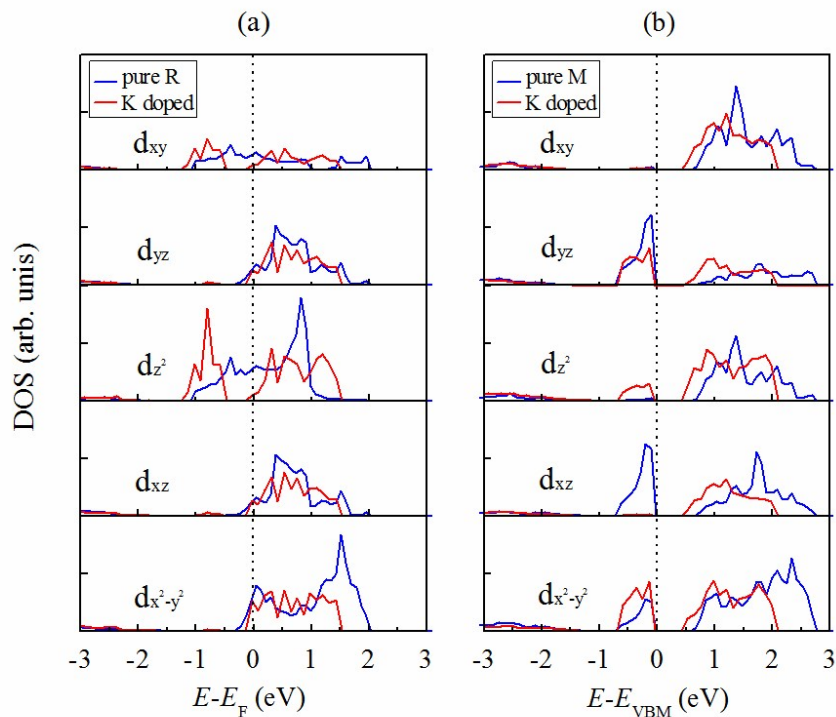 (a)
(b)
pure R
K doped
pure M
K doped
dxy
dxy
dyz
dyz
dz²
dz²
dxz
dxz
dx²-y²
dx²-y²
DOS (arb. unis)
-3 -2 -1 0 1 2 3
-3 -2 -1 0 1 2 3
E-EF (eV)
E-EVBM (eV)